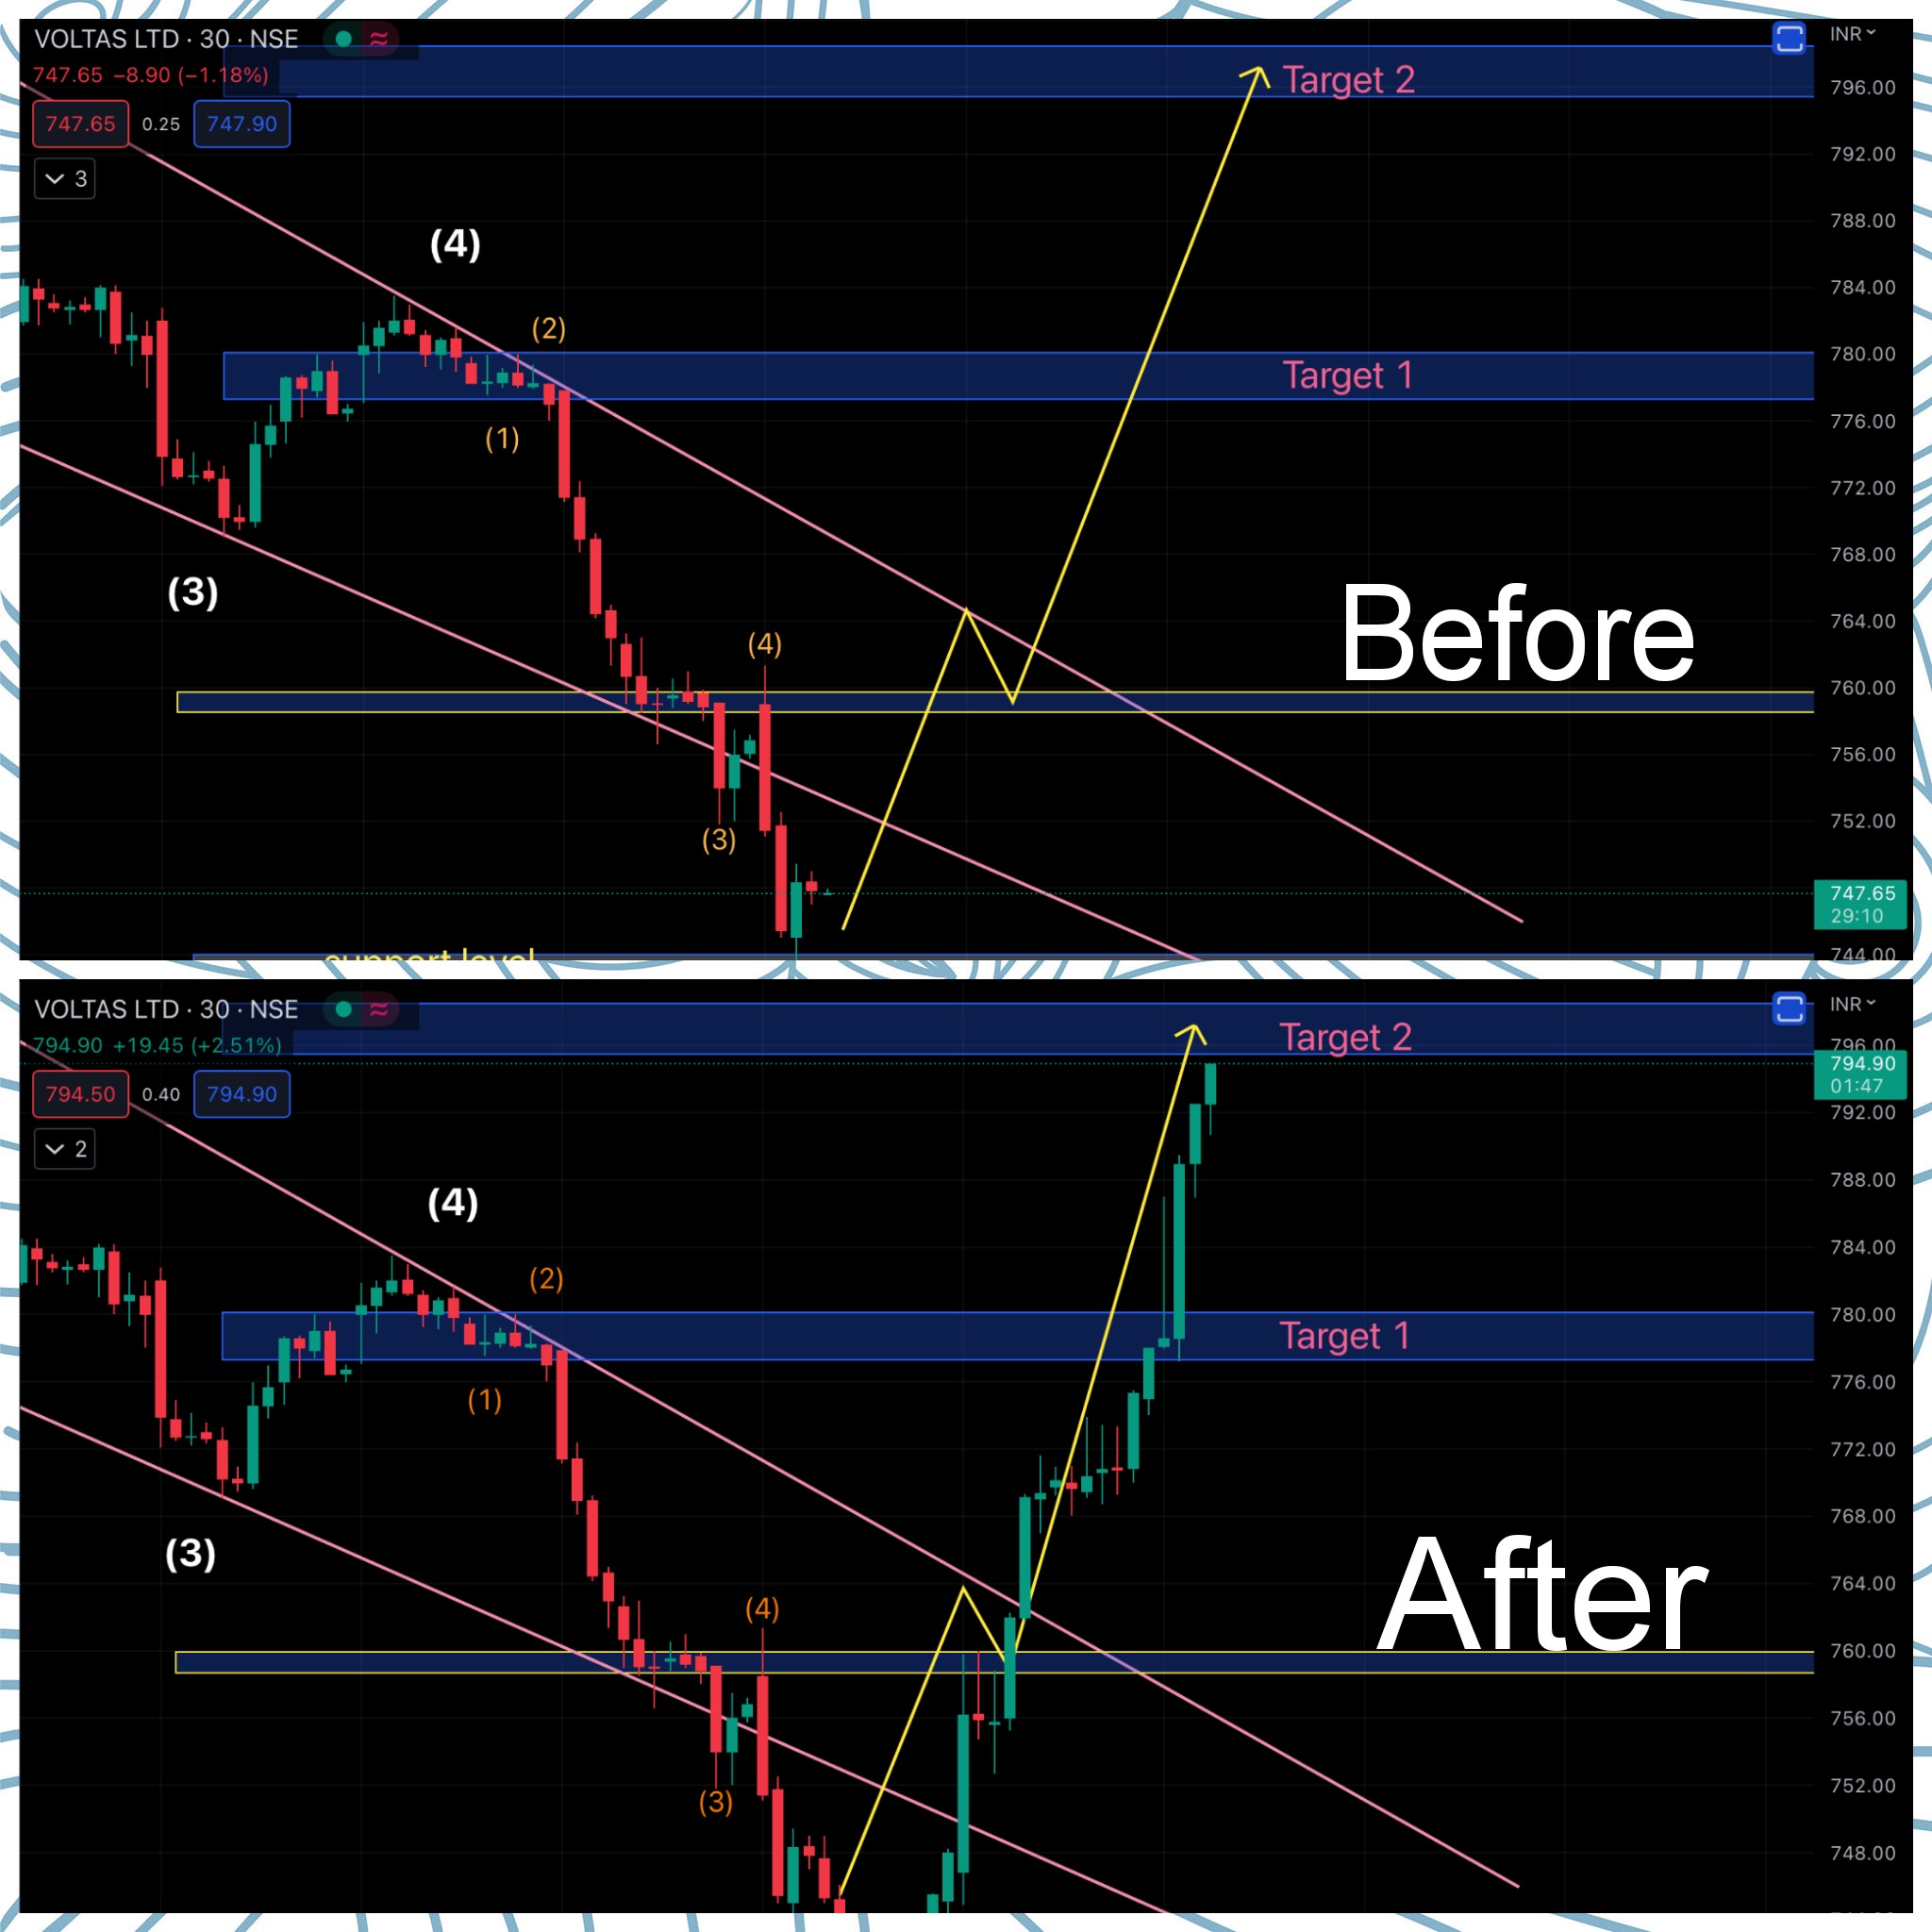 VOLTAS LTD · 30 · NSE
INR
747.65 −8.90 (−1.18%)
Target 2
796.00
747.65 0.25 747.90
792.00
3
788.00
(4)
784.00
(2)
780.00
Target 1
776.00
(1)
772.00
768.00
(3)
Before
764.00
(4)
760.00
756.00
752.00
(3)
747.65
29:10
support level
744.00
VOLTAS LTD · 30 · NSE
INR
794.90 +19.45 (+2.51%)
Target 2
796.00
794.90
01:47
794.50 0.40 794.90
792.00
2
788.00
(4)
784.00
(2)
780.00
Target 1
776.00
(1)
772.00
768.00
(3)
After
764.00
(4)
760.00
756.00
752.00
(3)
748.00